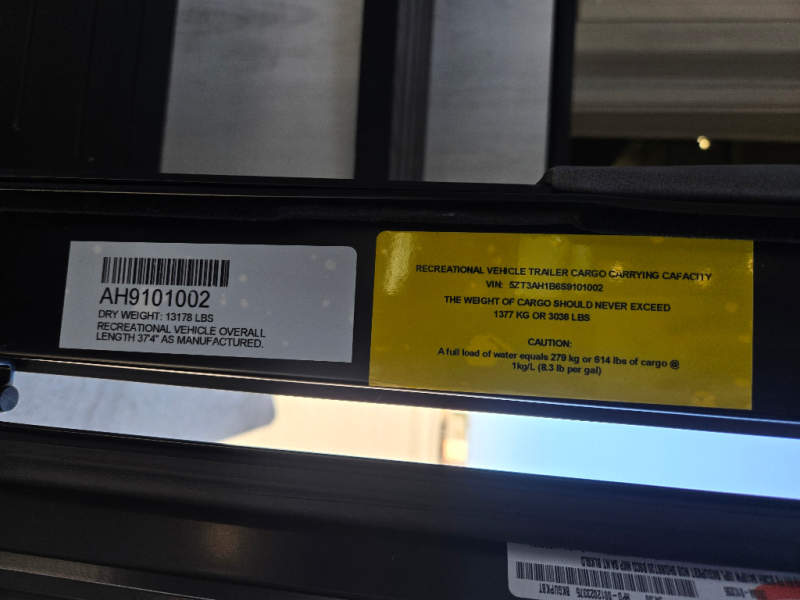 AH9101002
DRY WEIGHT: 13178 LBS
RECREATIONAL VEHICLE OVERALL
LENGTH 37'4" AS MANUFACTURED.
RECREATIONAL VEHICLE TRAILER CARGO CARRYING CAPACITY
VIN: 5ZT3AH1B6S9101002
THE WEIGHT OF CARGO SHOULD NEVER EXCEED
1377 KG OR 3036 LBS
CAUTION:
A full load of water equals 279 kg or 614 lbs of cargo @
1kg/L (8.3 lb per gal)